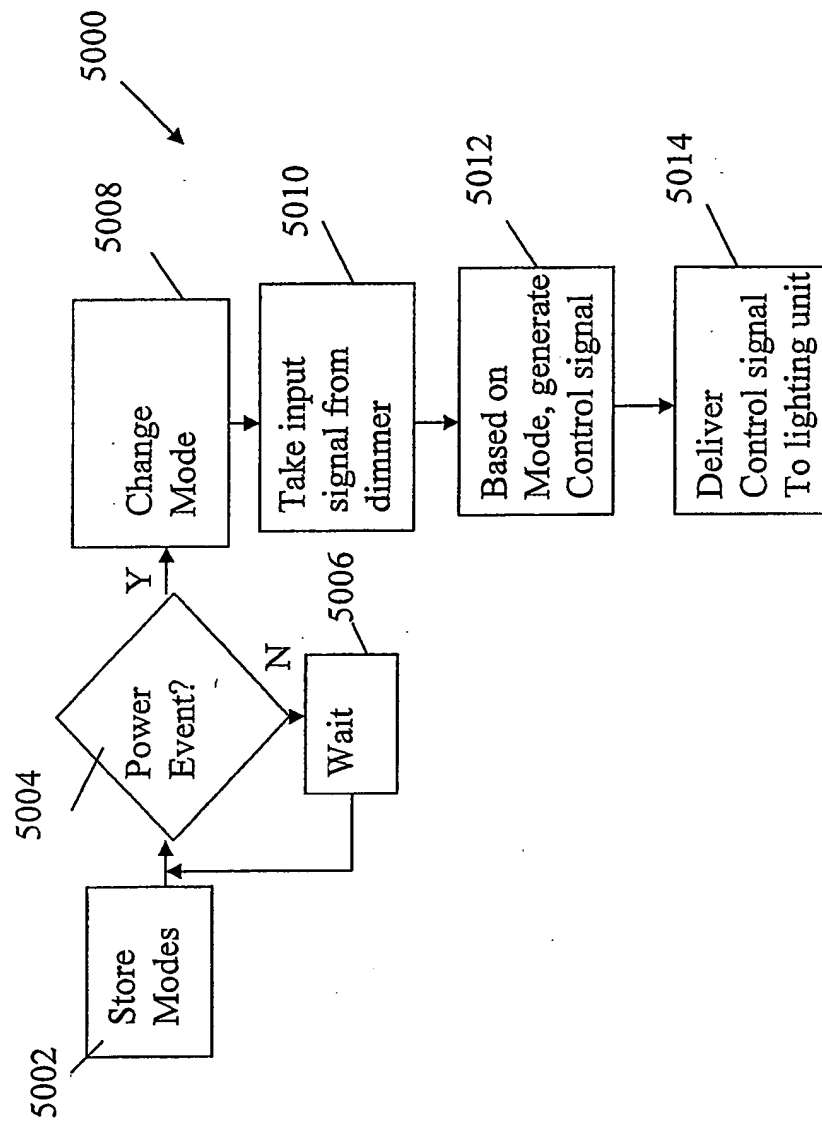 5000
5002
Store
Modes
5004
Power
Event?
Y
N
5006
Wait
5008
Change
Mode
5010
Take input
signal from
dimmer
5012
Based on
Mode, generate
Control signal
5014
Deliver
Control signal
To lighting unit